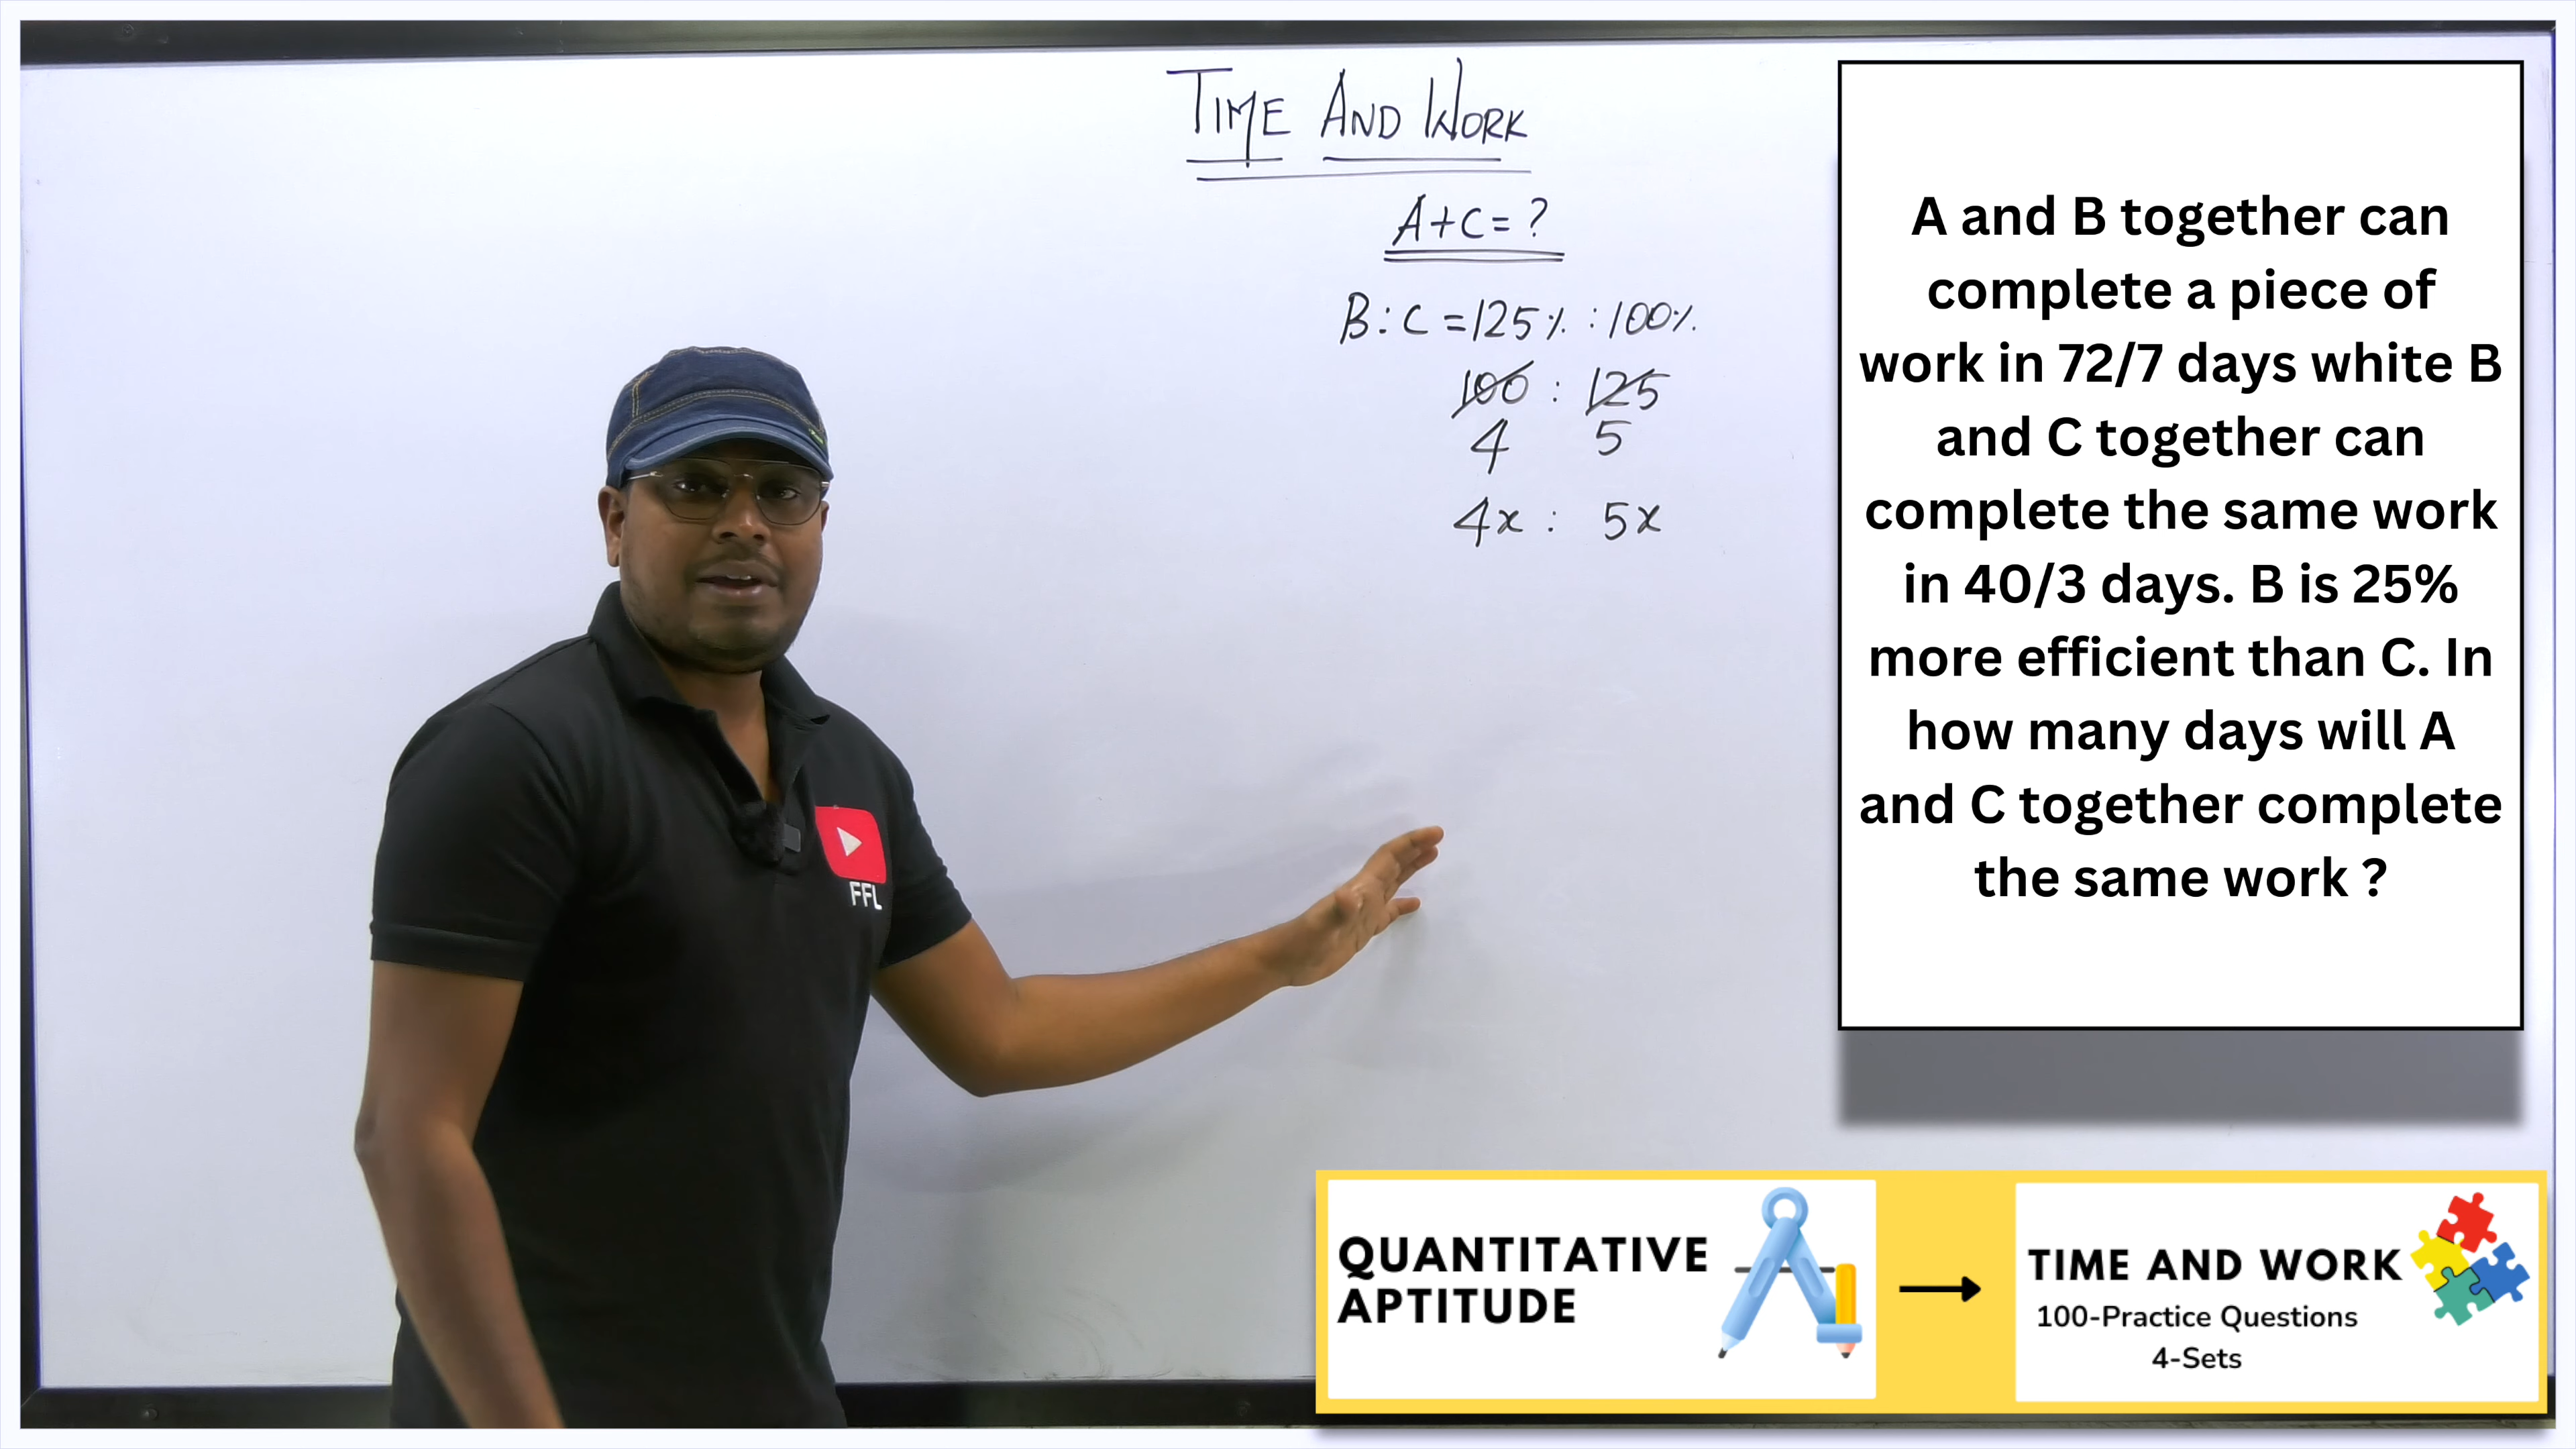 TIME AND WORK
A+C=?
B:C=125%:100%
100 : 125
4 5
4x : 5x
FFL
A and B together can
complete a piece of
work in 72/7 days white B
and C together can
complete the same work
in 40/3 days. B is 25%
more efficient than C. In
how many days will A
and C together complete
the same work ?
QUANTITATIVE
APTITUDE
TIME AND WORK
100-Practice Questions
4-Sets